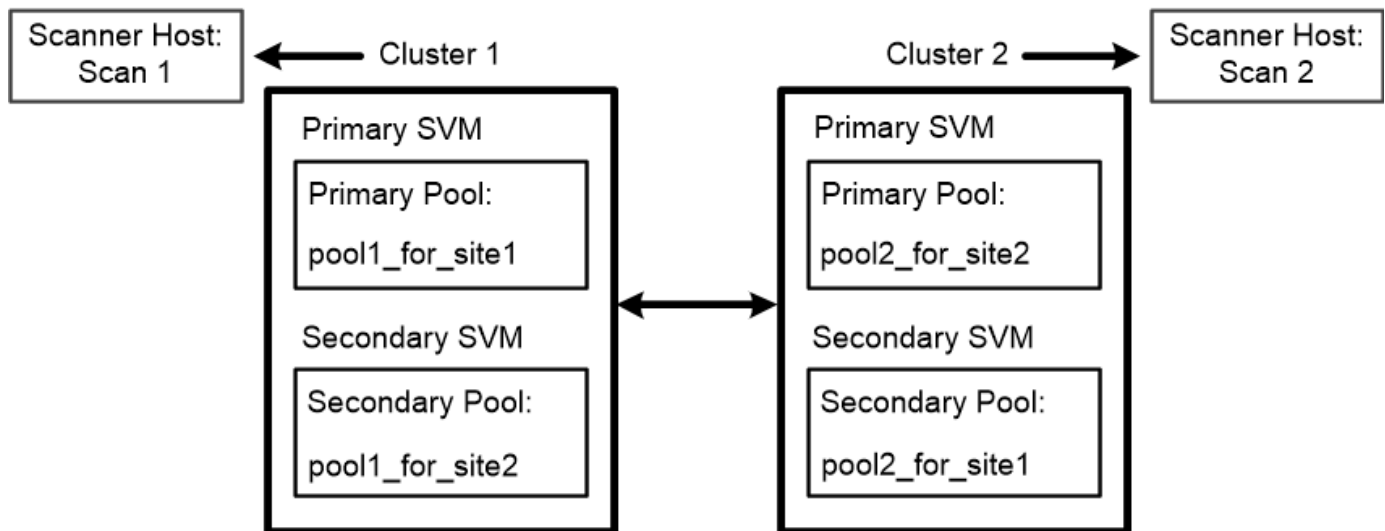 Scanner Host:
Scan 1
Cluster 1
Primary SVM
Primary Pool:
pool1_for_site1
Secondary SVM
Secondary Pool:
pool1_for_site2
Cluster 2
Scanner Host:
Scan 2
Primary SVM
Primary Pool:
pool2_for_site2
Secondary SVM
Secondary Pool:
pool2_for_site1